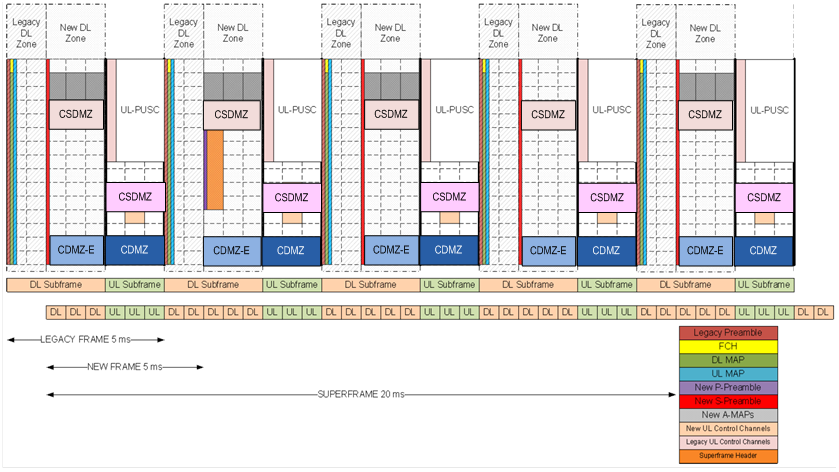 Legacy DL Zone New DL Zone Legacy DL Zone New DL Zone Legacy DL Zone New DL Zone Legacy DL Zone New DL Zone Legacy DL Zone New DL Zone
CSDMZ UL-PUSC CSDMZ UL-PUSC CSDMZ UL-PUSC CSDMZ UL-PUSC CSDMZ UL-PUSC
CSDMZ CSDMZ CSDMZ CSDMZ CSDMZ
CDMZ-E CDMZ CDMZ-E CDMZ CDMZ-E CDMZ CDMZ-E CDMZ CDMZ-E CDMZ
DL Subframe UL Subframe DL Subframe UL Subframe DL Subframe UL Subframe DL Subframe UL Subframe DL Subframe UL Subframe
DL DL DL UL UL UL DL DL DL DL DL UL UL UL DL DL DL DL DL UL UL UL DL DL DL DL DL UL UL UL DL DL DL DL DL UL UL UL DL DL
LEGACY FRAME 5 ms
NEW FRAME 5 ms
SUPERFRAME 20 ms
Legacy Preamble
FCH
DL MAP
UL MAP
New P-Preamble
New S-Preamble
New A-MAPs
New UL Control Channels
Legacy UL Control Channels
Superframe Header